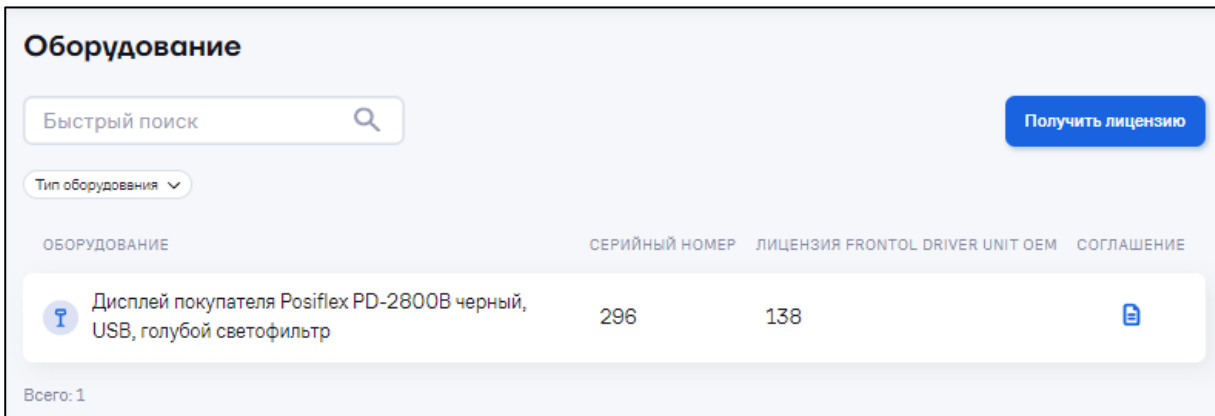 Оборудование
Быстрый поиск
Получить лицензию
Тип оборудоввния
ОБОРУДОВАНИЕ СЕРИЙНЫЙ НОМЕР ЛИЦЕНЗИЯ FRONTOL DRIVER UNIT OEM СОГЛАШЕНИЕ
Дисплей покупателя Posiflex PD-2800B черный,
USB, голубой светофильтр
296 138
Всего: 1